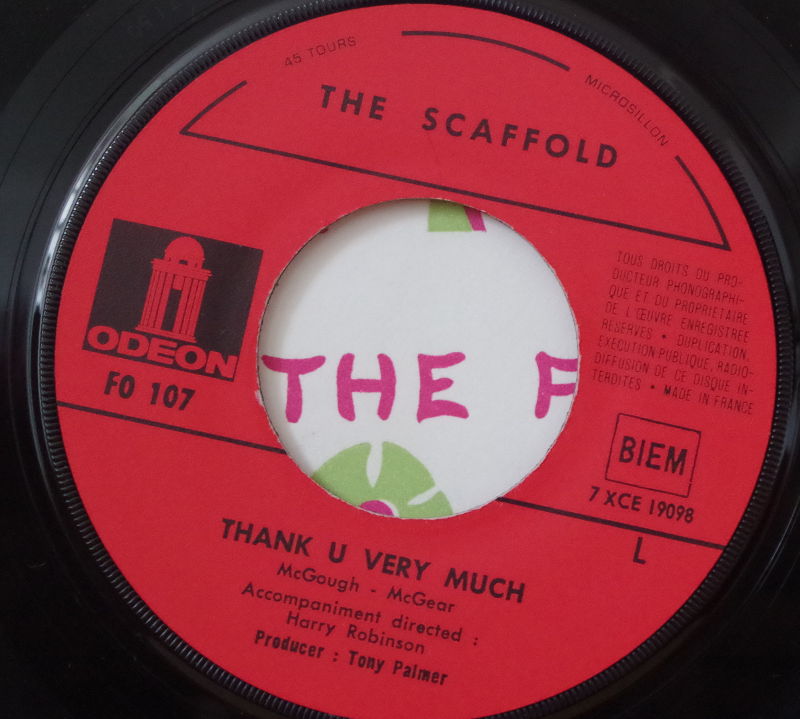 45 TOURS
MICROSILLON
THE SCAFFOLD
TOUS DROITS DU PRO-
DUCTEUR PHONOGRAPHI-
QUE ET DU PROPRIETAIRE
DE L'ŒUVRE ENREGISTREE
RESERVES • DUPLICATION,
EXECUTION PUBLIQUE, RADIO-
DIFFUSION DE CE DISQUE IN-
TERDITES • MADE IN FRANCE
ODEON
FO 107
THE F
BIEM
7 XCE 19098
L
THANK U VERY MUCH
McGough - McGear
Accompaniment directed :
Harry Robinson
Producer : Tony Palmer